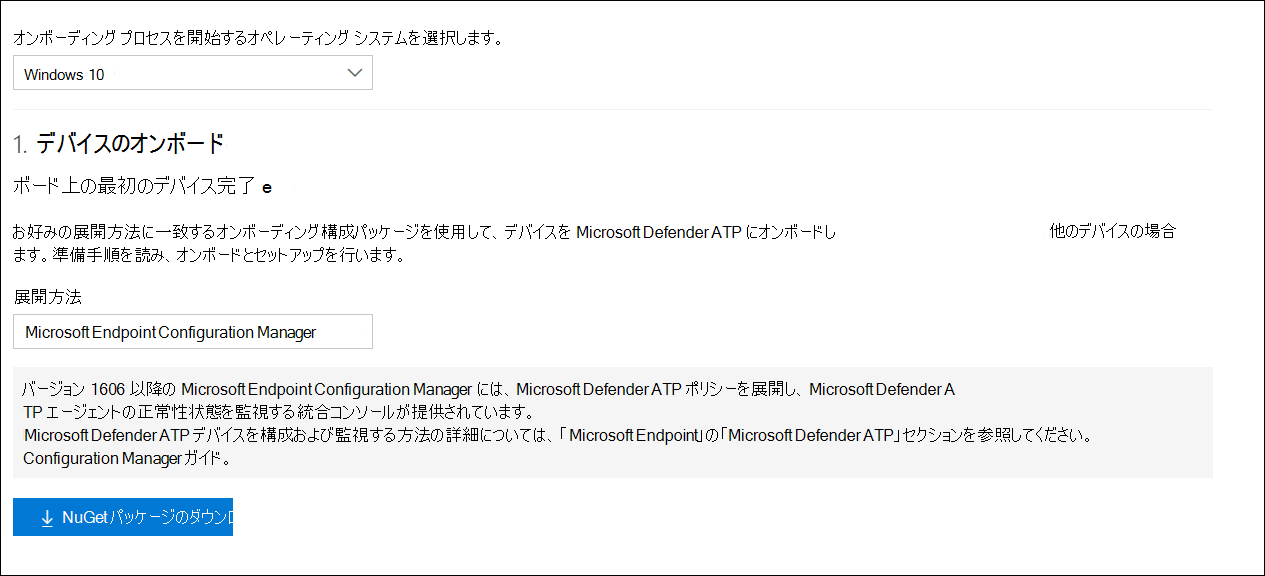 オンボーディング プロセスを開始するオペレーティング システムを選択します。
Windows 10
1. デバイスのオンボード
ボード上の最初のデバイス完了 e
お好みの展開方法に一致するオンボーディング構成パッケージを使用して、デバイスを Microsoft Defender ATP にオンボードし 他のデバイスの場合
ます。準備手順を読み、オンボードとセットアップを行います。
展開方法
Microsoft Endpoint Configuration Manager
バージョン 1606 以降の Microsoft Endpoint Configuration Manager には、Microsoft Defender ATP ポリシーを展開し、Microsoft Defender A
TP エージェントの正常性状態を監視する統合コンソールが提供されています。
Microsoft Defender ATP デバイスを構成および監視する方法の詳細については、「Microsoft Endpoint」の「Microsoft Defender ATP」セクションを参照してください。
Configuration Manager ガイド。
NuGet パッケージのダウンロ